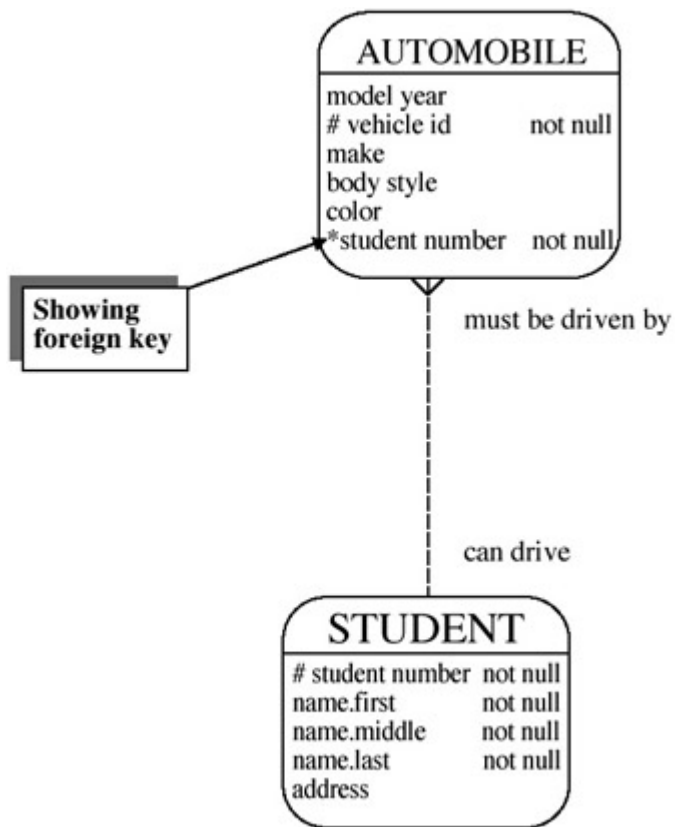 AUTOMOBILE
model year
# vehicle id not null
make
body style
color
*student number not null
Showing
foreign key
must be driven by
can drive
STUDENT
# student number not null
name.first not null
name.middle not null
name.last not null
address